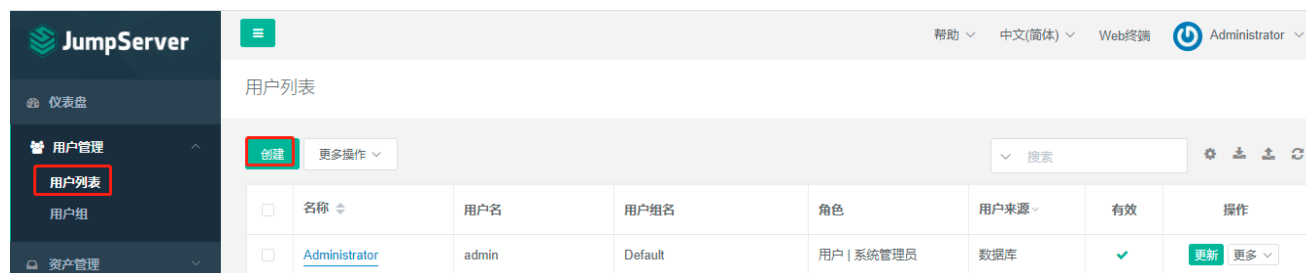 JumpServer
帮助 中文(简体) Web终端 Administrator
仪表盘
用户管理
用户列表
用户组
资产管理
用户列表
创建 更多操作 搜索
名称 用户名 用户组名 角色 用户来源 有效 操作
Administrator admin Default 用户 | 系统管理员 数据库 更新 更多